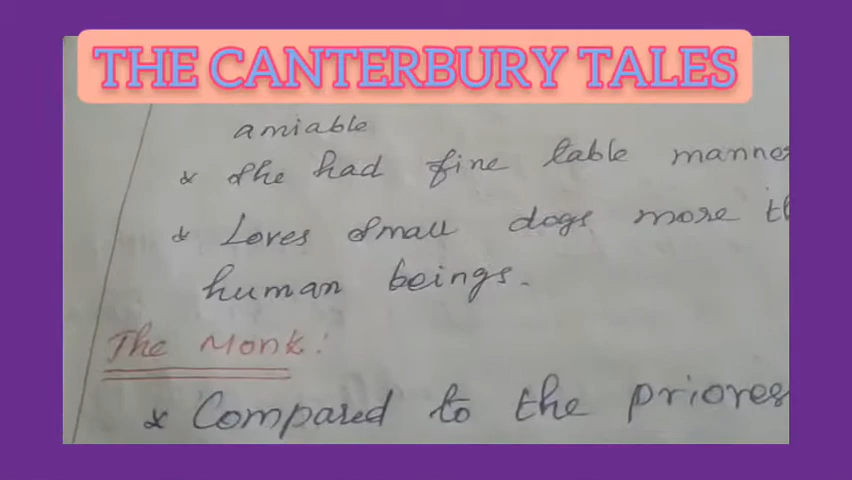 THE CANTERBURY TALES
amiable
* She had fine table manner
* Loves small dogs more th
human beings.
The Monk:
* Compared to the priores